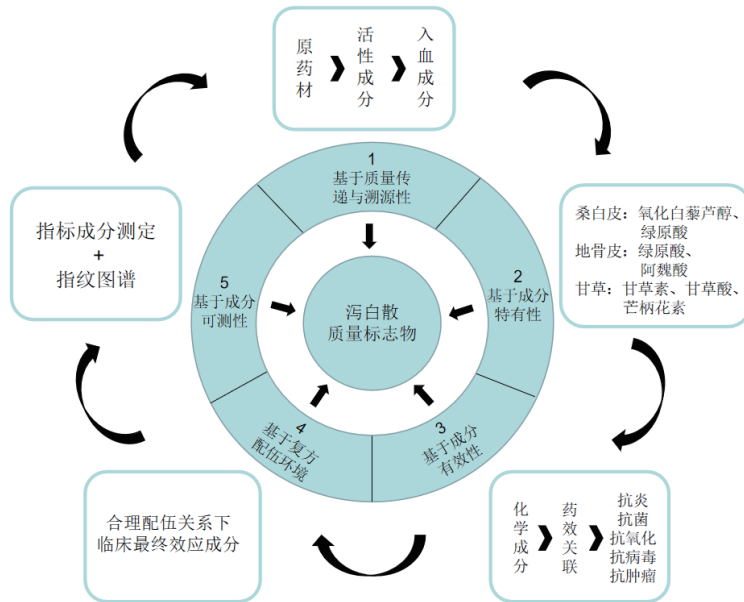 原药材
活性成分
入血成分
1
基于质量传
递与溯源性
桑白皮：氧化白藜芦醇、
绿原酸
地骨皮：绿原酸、
阿魏酸
甘草：甘草素、甘草酸、
芒柄花素
2
基于成分
特有性
指标成分测定
+
指纹图谱
5
基于成分
可测性
泻白散
质量标志物
4
基于复方
配伍环境
3
基于成分
有效性
合理配伍关系下
临床最终效应成分
化学成分
药效关联
抗炎
抗菌
抗氧化
抗病毒
抗肿瘤